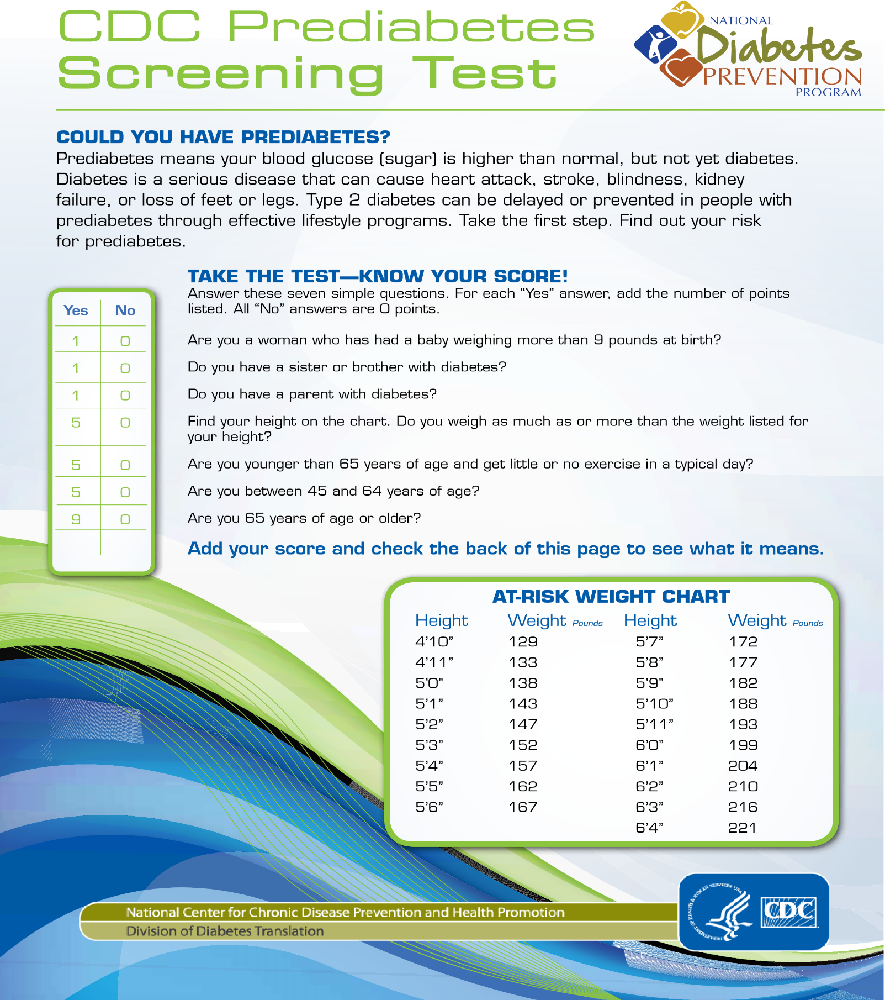 CDC Prediabetes
Screening Test
NATIONAL
Diabetes
PREVENTION
PROGRAM
COULD YOU HAVE PREDIABETES?
Prediabetes means your blood glucose (sugar) is higher than normal, but not yet diabetes.
Diabetes is a serious disease that can cause heart attack, stroke, blindness, kidney
failure, or loss of feet or legs. Type 2 diabetes can be delayed or prevented in people with
prediabetes through effective lifestyle programs. Take the first step. Find out your risk
for prediabetes.
TAKE THE TEST—KNOW YOUR SCORE!
Answer these seven simple questions. For each “Yes” answer, add the number of points
listed. All “No” answers are 0 points.
Yes No
1 0 Are you a woman who has had a baby weighing more than 9 pounds at birth?
1 0 Do you have a sister or brother with diabetes?
1 0 Do you have a parent with diabetes?
5 0 Find your height on the chart. Do you weigh as much as or more than the weight listed for
your height?
5 0 Are you younger than 65 years of age and get little or no exercise in a typical day?
5 0 Are you between 45 and 64 years of age?
9 0 Are you 65 years of age or older?
Add your score and check the back of this page to see what it means.
AT-RISK WEIGHT CHART
Height Weight Pounds Height Weight Pounds
4’10” 129 5’7” 172
4’11” 133 5’8” 177
5’0” 138 5’9” 182
5’1” 143 5’10” 188
5’2” 147 5’11” 193
5’3” 152 6’0” 199
5’4” 157 6’1” 204
5’5” 162 6’2” 210
5’6” 167 6’3” 216
6’4” 221
DEPARTMENT OF HEALTH & HUMAN SERVICES USA
CDC
National Center for Chronic Disease Prevention and Health Promotion
Division of Diabetes Translation